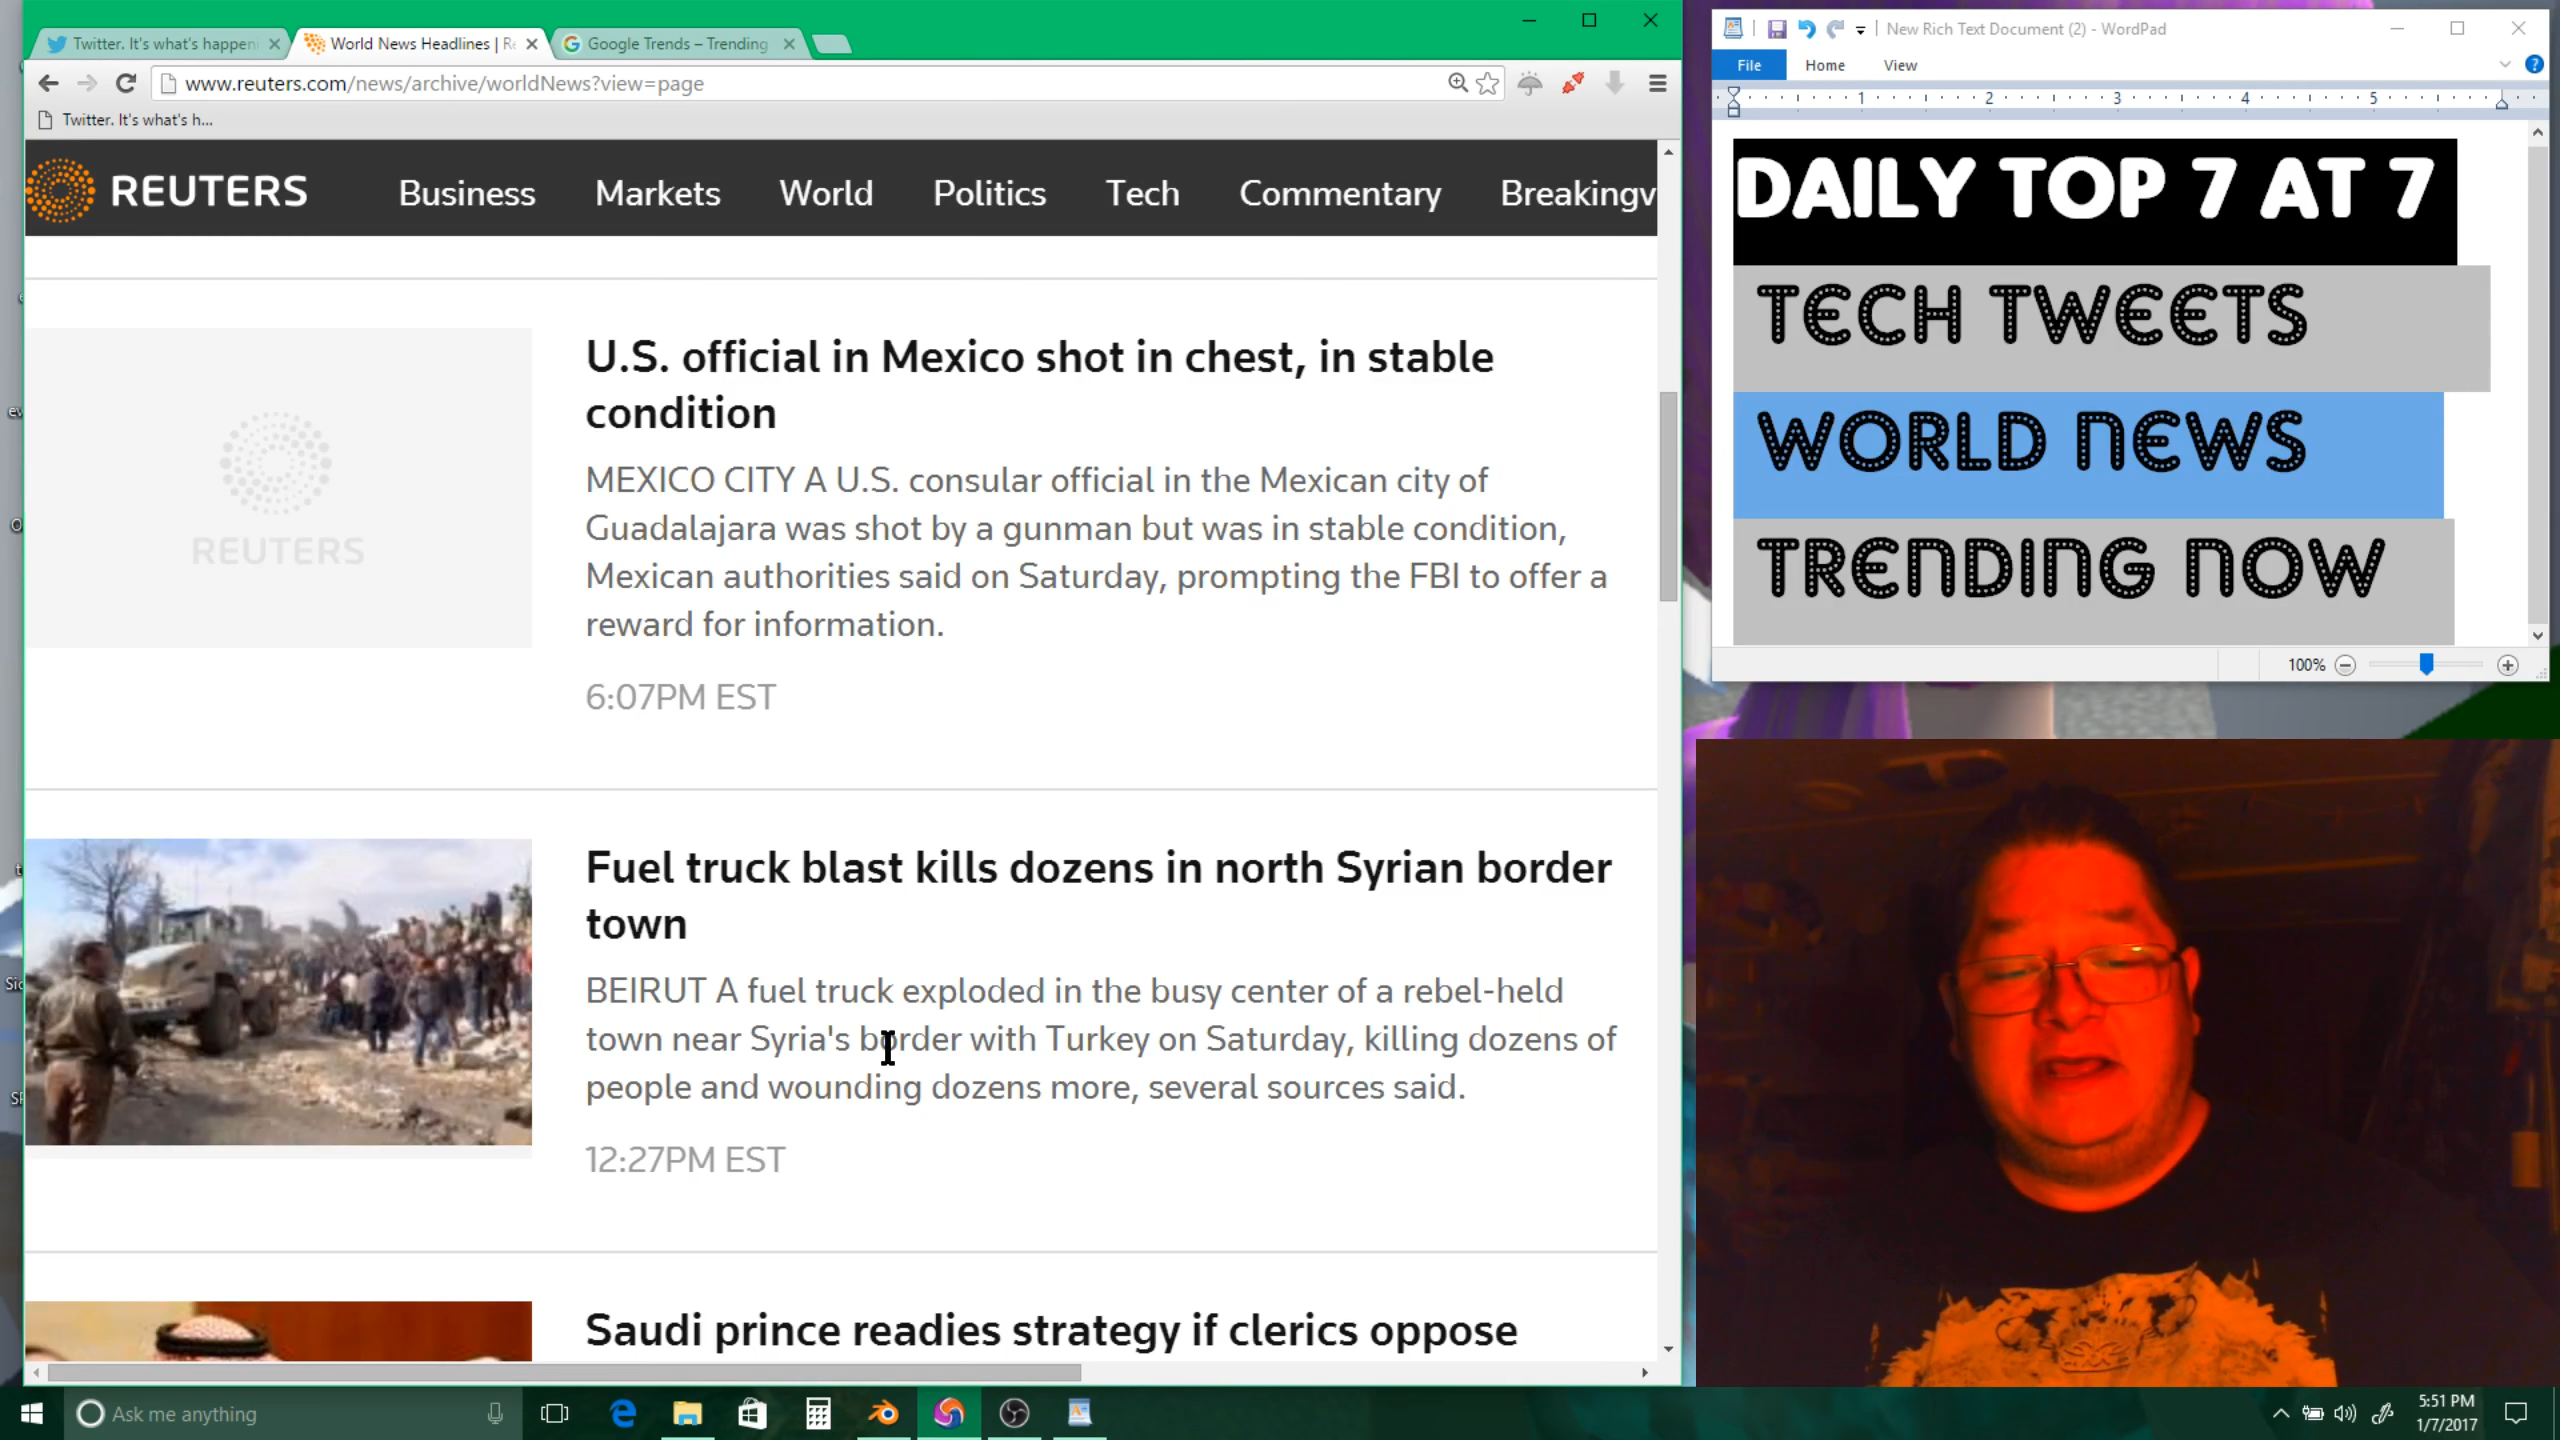 Twitter. It's what's happen
World News Headlines | R
Google Trends – Trending
www.reuters.com/news/archive/worldNews?view=page
Twitter. It's what's h...
REUTERS
Business
Markets
World
Politics
Tech
Commentary
Breakingv
REUTERS
U.S. official in Mexico shot in chest, in stable
condition
MEXICO CITY A U.S. consular official in the Mexican city of
Guadalajara was shot by a gunman but was in stable condition,
Mexican authorities said on Saturday, prompting the FBI to offer a
reward for information.
6:07PM EST
Fuel truck blast kills dozens in north Syrian border
town
BEIRUT A fuel truck exploded in the busy center of a rebel-held
town near Syria's border with Turkey on Saturday, killing dozens of
people and wounding dozens more, several sources said.
12:27PM EST
Saudi prince readies strategy if clerics oppose
New Rich Text Document (2) - WordPad
File
Home
View
1 2 3 4 5
DAILY TOP 7 AT 7
TECH TWEETS
WORLD NEWS
TRENDING NOW
100%
Ask me anything
5:51 PM
1/7/2017